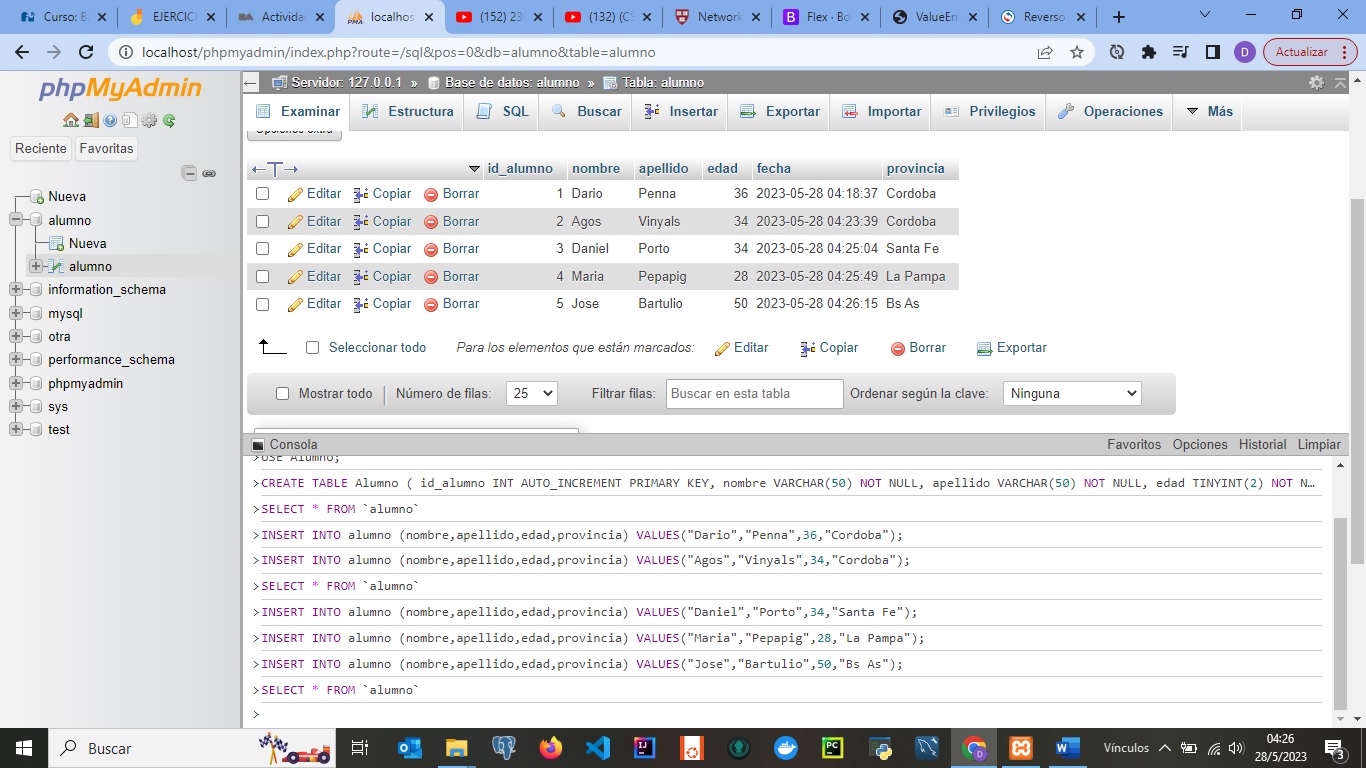 Curso: B
EJERCICI
Actividad
localhos
(152) 23
(132) (CS
Network
Flex · Bo
ValueErr
Reverso
localhost/phpmyadmin/index.php?route=/sql&pos=0&db=alumno&table=alumno
D
Actualizar
phpMyAdmin
Reciente Favoritas
Nueva
alumno
Nueva
alumno
information_schema
mysql
otra
performance_schema
phpmyadmin
sys
test
Servidor: 127.0.0.1 » Base de datos: alumno » Tabla: alumno
Examinar Estructura SQL Buscar Insertar Exportar Importar Privilegios Operaciones Más
Opciones extra
id_alumno nombre apellido edad fecha provincia
Editar Copiar Borrar 1 Dario Penna 36 2023-05-28 04:18:37 Cordoba
Editar Copiar Borrar 2 Agos Vinyals 34 2023-05-28 04:23:39 Cordoba
Editar Copiar Borrar 3 Daniel Porto 34 2023-05-28 04:25:04 Santa Fe
Editar Copiar Borrar 4 Maria Pepapig 28 2023-05-28 04:25:49 La Pampa
Editar Copiar Borrar 5 Jose Bartulio 50 2023-05-28 04:26:15 Bs As
Seleccionar todo Para los elementos que están marcados: Editar Copiar Borrar Exportar
Mostrar todo Número de filas: 25 Filtrar filas: Buscar en esta tabla Ordenar según la clave: Ninguna
Consola Favoritos Opciones Historial Limpiar
>USE Alumno;
>CREATE TABLE Alumno ( id_alumno INT AUTO_INCREMENT PRIMARY KEY, nombre VARCHAR(50) NOT NULL, apellido VARCHAR(50) NOT NULL, edad TINYINT(2) NOT N…
>SELECT * FROM `alumno`
>INSERT INTO alumno (nombre,apellido,edad,provincia) VALUES("Dario","Penna",36,"Cordoba");
>INSERT INTO alumno (nombre,apellido,edad,provincia) VALUES("Agos","Vinyals",34,"Cordoba");
>SELECT * FROM `alumno`
>INSERT INTO alumno (nombre,apellido,edad,provincia) VALUES("Daniel","Porto",34,"Santa Fe");
>INSERT INTO alumno (nombre,apellido,edad,provincia) VALUES("Maria","Pepapig",28,"La Pampa");
>INSERT INTO alumno (nombre,apellido,edad,provincia) VALUES("Jose","Bartulio",50,"Bs As");
>SELECT * FROM `alumno`
>
Buscar
Vínculos
04:26
28/5/2023
3